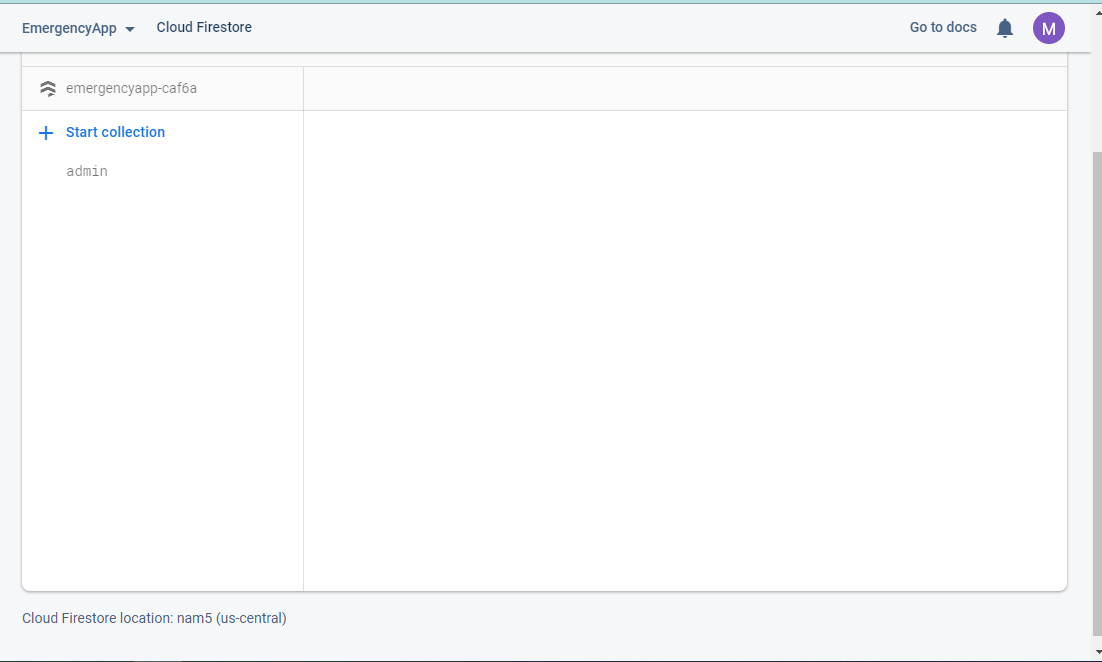 EmergencyApp Cloud Firestore Go to docs M
emergencyapp-caf6a
Start collection
admin
Cloud Firestore location: nam5 (us-central)